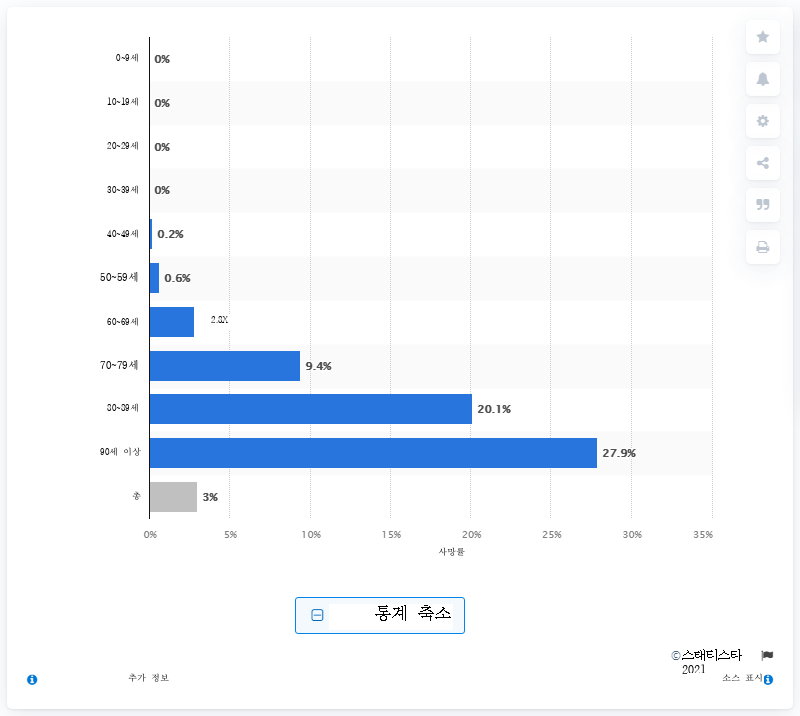 0~9세 0%
10~19세 0%
20~29세 0%
30~39세 0%
40~49세 0.2%
50~59세 0.6%
60~69세 2.8%
70~79세 9.4%
80~89세 20.1%
90세 이상 27.9%
총 3%
0% 5% 10% 15% 20% 25% 30% 35%
사망률
통계 축소
©스태티스타
2021
추가 정보 소스 표시